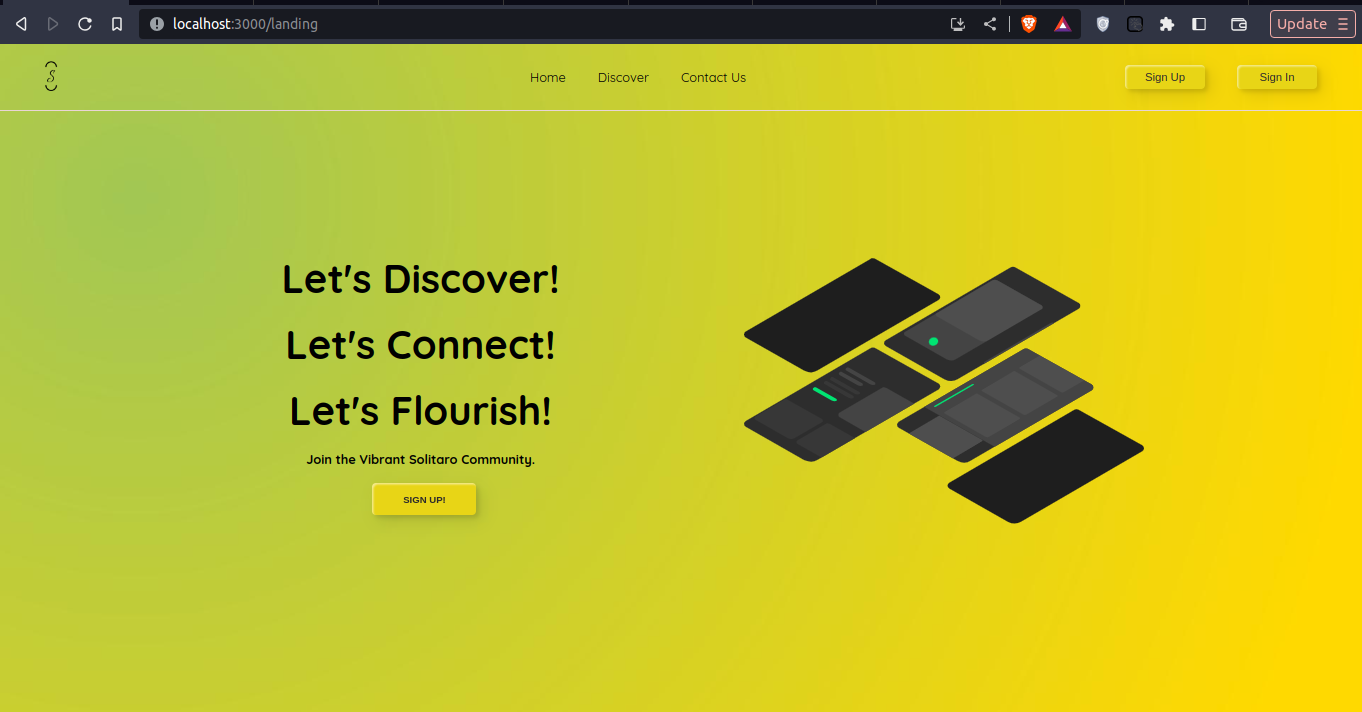 localhost:3000/landing
Update
S
Home Discover Contact Us
Sign Up Sign In
Let's Discover!
Let's Connect!
Let's Flourish!
Join the Vibrant Solitaro Community.
SIGN UP!